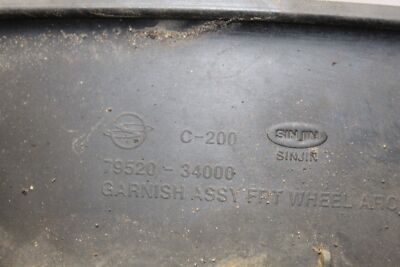 C-200
SINJIN
SINJIN
79520-34000
GARNISH ASSY FRT WHEEL ARC